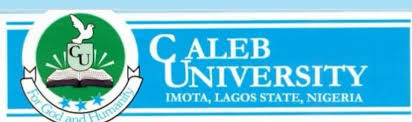 CU
For God and Humanity
CALEB
UNIVERSITY
IMOTA, LAGOS STATE, NIGERIA